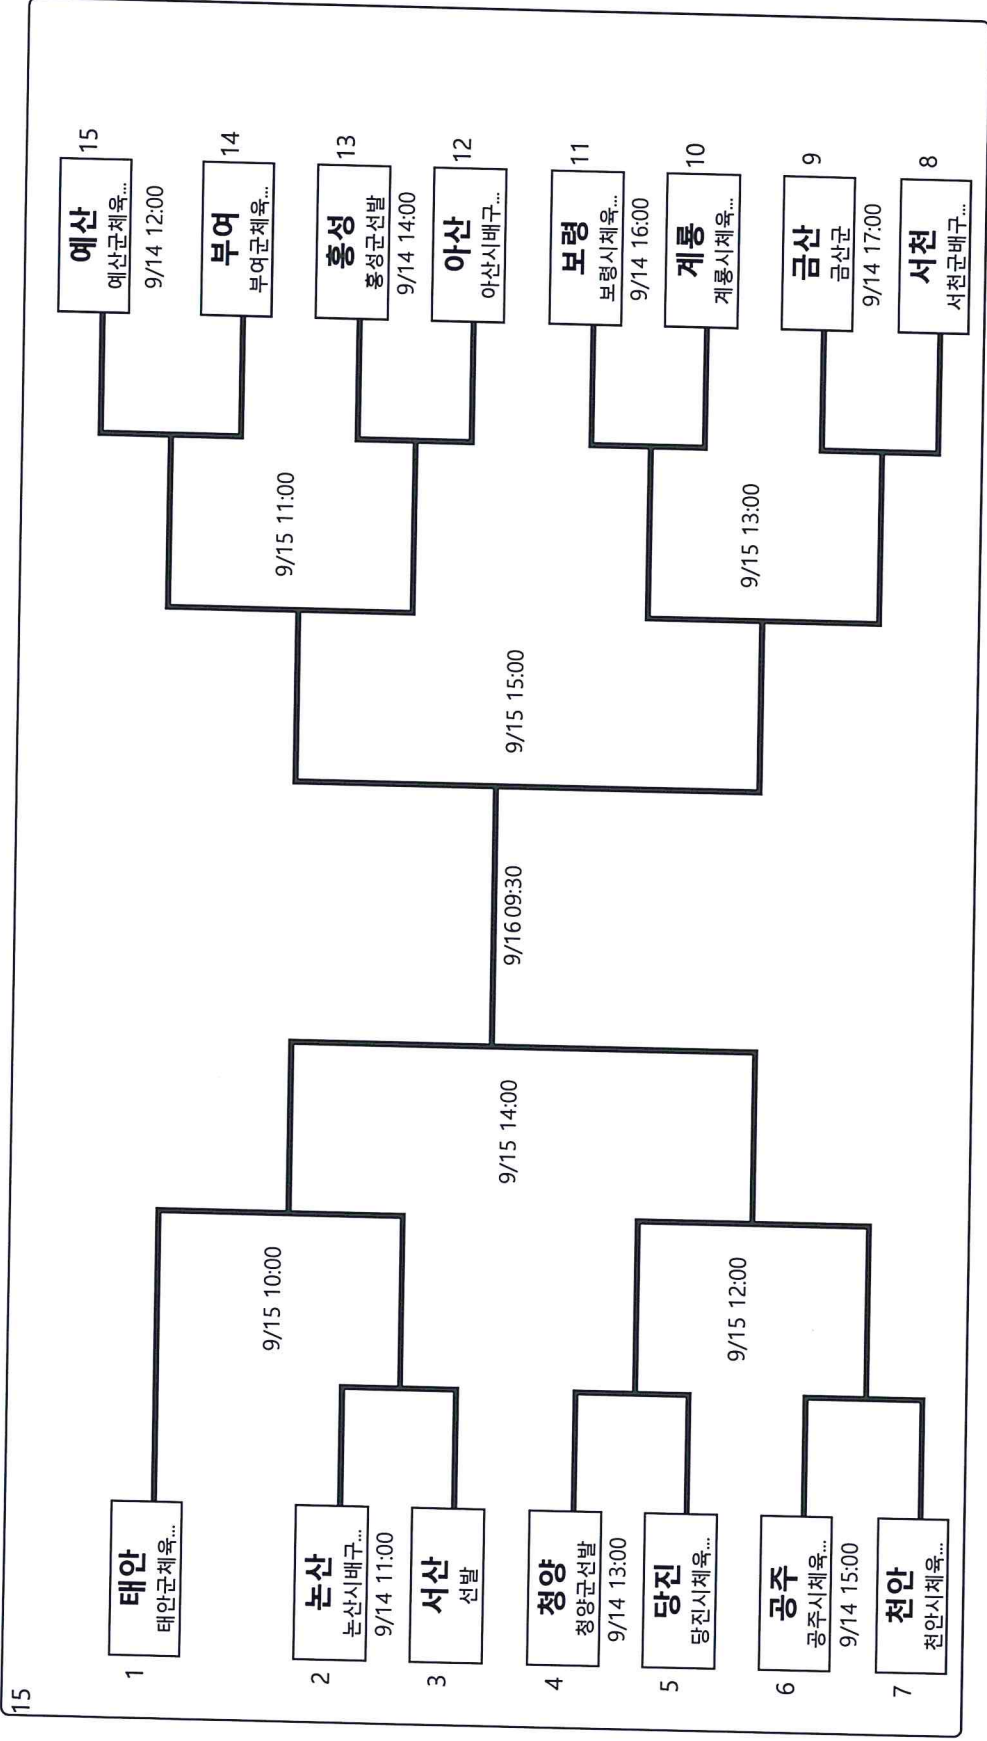 15
1
태안
태안군체육...
2
논산
논산시배구...
9/14 11:00
3
서산
선발
4
청양
청양군선발
9/14 13:00
5
당진
당진시체육...
6
공주
공주시체육...
9/14 15:00
7
천안
천안시체육...
9/15 10:00
9/15 12:00
9/15 14:00
9/16 09:30
9/15 15:00
9/15 11:00
9/15 13:00
예산
예산군체육...
15
9/14 12:00
부여
부여군체육...
14
홍성
홍성군선발
13
9/14 14:00
아산
아산시배구...
12
보령
보령시체육...
11
9/14 16:00
계룡
계룡시체육...
10
금산
금산군
9
9/14 17:00
서천
서천군배구...
8